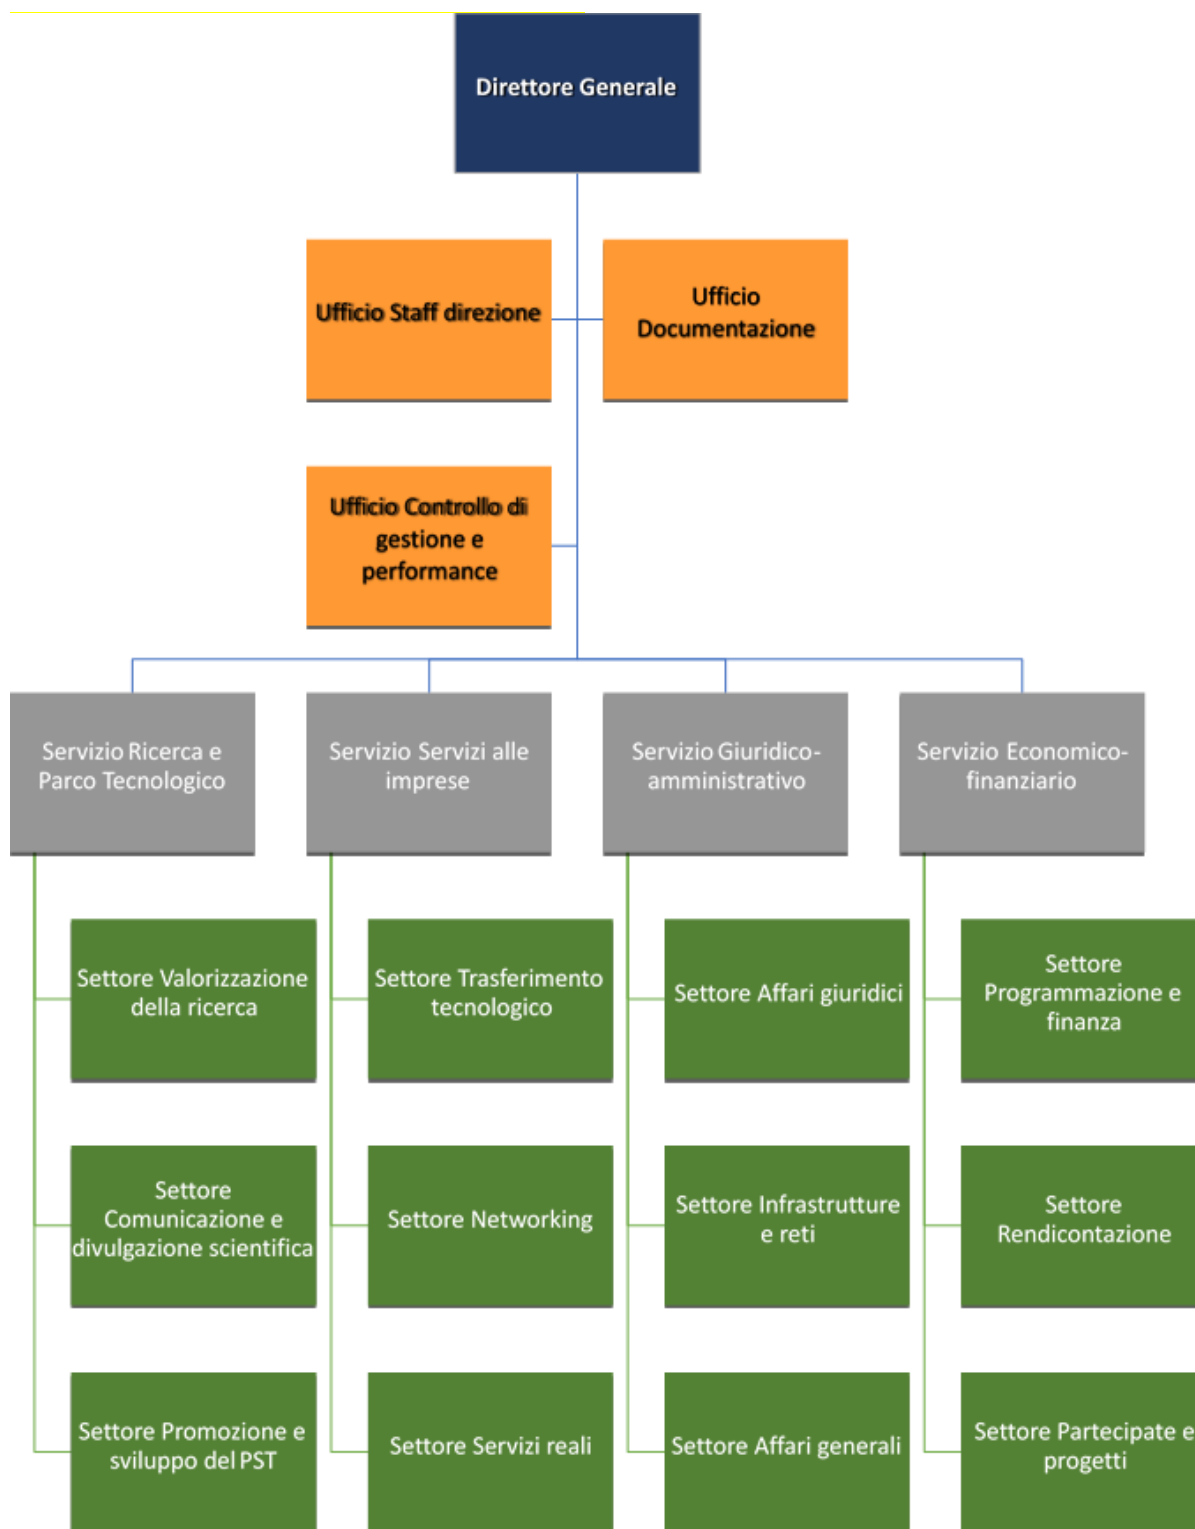 Direttore Generale
Ufficio Staff direzione
Ufficio
Documentazione
Ufficio Controllo di
gestione e
performance
Servizio Ricerca e
Parco Tecnologico
Servizio Servizi alle
imprese
Servizio Giuridico-
amministrativo
Servizio Economico-
finanziario
Settore Valorizzazione
della ricerca
Settore Trasferimento
tecnologico
Settore Affari giuridici
Settore
Programmazione e
finanza
Settore
Comunicazione e
divulgazione scientifica
Settore Networking
Settore Infrastrutture
e reti
Settore
Rendicontazione
Settore Promozione e
sviluppo del PST
Settore Servizi reali
Settore Affari generali
Settore Partecipate e
progetti